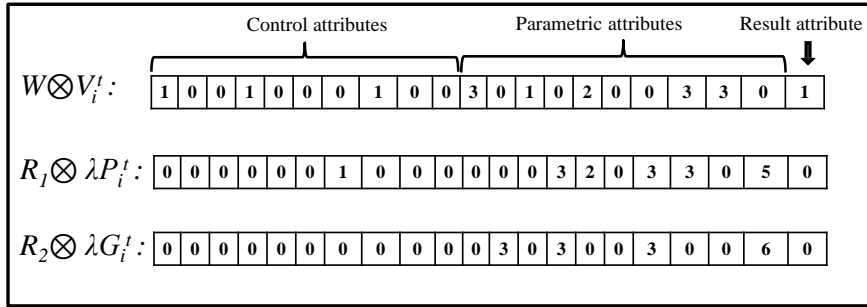 Control attributes Parametric attributes Result attribute
W⊗V_i^t: 1 0 0 1 0 0 0 1 0 0 3 0 1 0 2 0 0 3 3 0 1
R_1⊗ λP_i^t: 0 0 0 0 0 0 1 0 0 0 0 0 0 3 2 0 3 3 0 5 0
R_2⊗ λG_i^t: 0 0 0 0 0 0 0 0 0 0 0 3 0 3 0 0 3 0 0 6 0